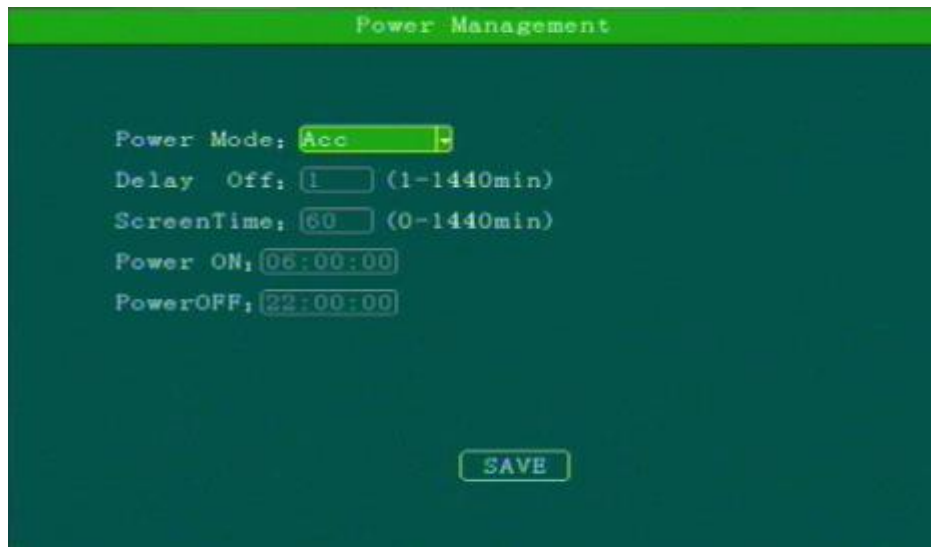 Power Management
Power Mode: Acc
Delay Off: 1 (1-1440min)
ScreenTime: 60 (0-1440min)
Power ON: 06:00:00
PowerOFF: 22:00:00
SAVE